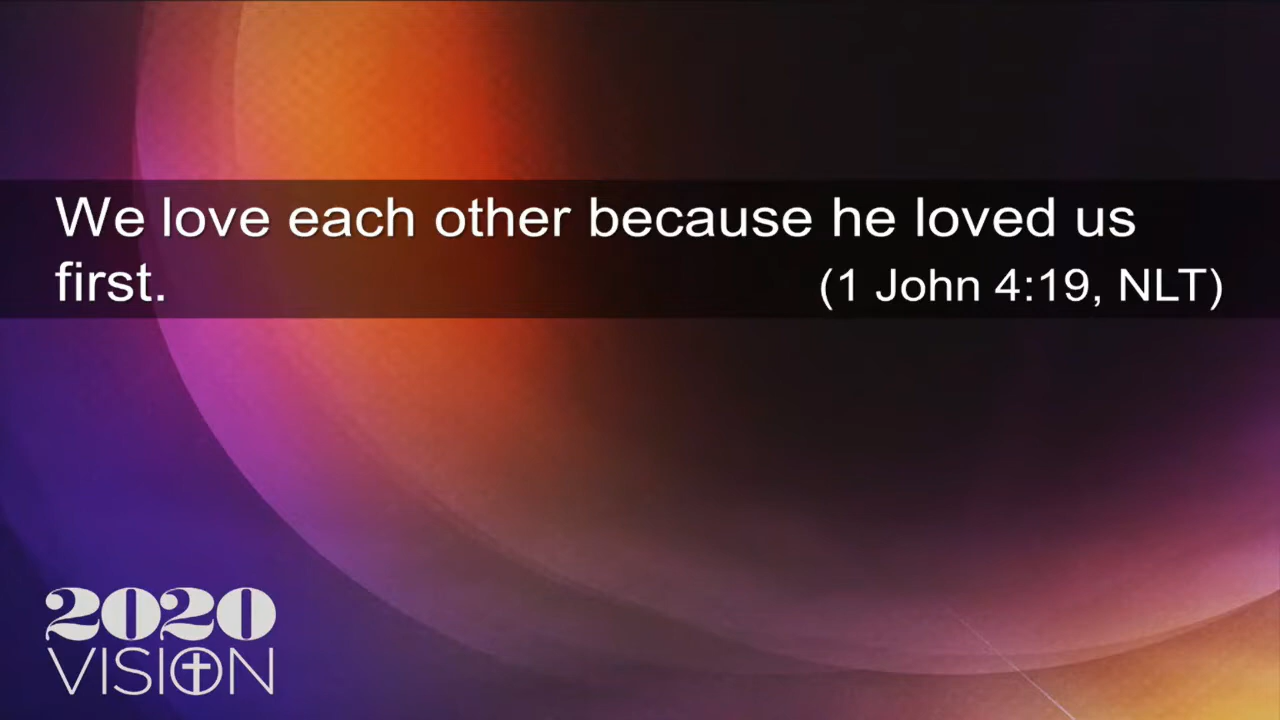 We love each other because he loved us
first. (1 John 4:19, NLT)
2020
VISION